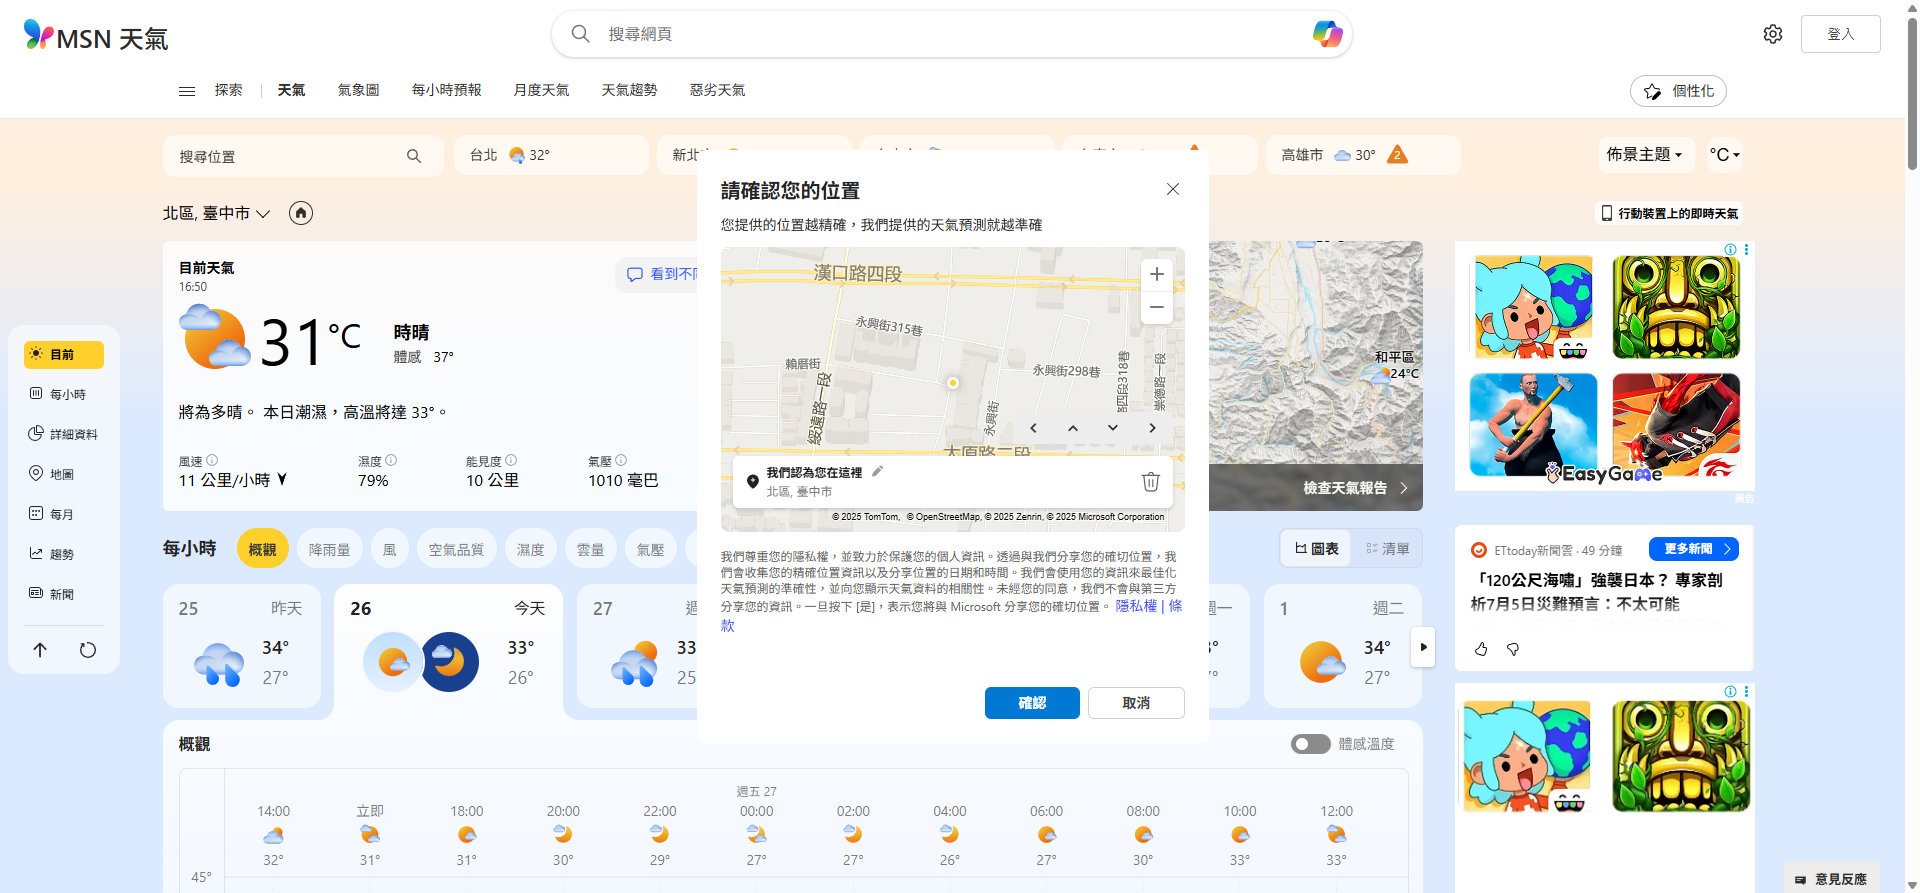 MSN 天氣
搜尋網頁
登入
探索
天氣
氣象圖
每小時預報
月度天氣
天氣趨勢
惡劣天氣
個性化
搜尋位置
台北 32°
新北
高雄市 30° 2
佈景主題
°C
北區, 臺中市
行動裝置上的即時天氣
目前天氣
16:50
看到不同
31°C
時晴
體感 37°
將為多晴。 本日潮濕，高溫將達 33°。
風速
11 公里/小時
濕度
79%
能見度
10 公里
氣壓
1010 毫巴
目前
每小時
詳細資料
地圖
每月
趨勢
新聞
請確認您的位置
您提供的位置越精確，我們提供的天氣預測就越準確
漢口路四段
永興街315巷
賴厝街
永興街298巷
綏遠路一段
永興街
四段318巷
崇德路一段
太原路二段
我們認為您在這裡
北區, 臺中市
© 2025 TomTom, © OpenStreetMap, © 2025 Zenrin, © 2025 Microsoft Corporation
我們尊重您的隱私權，並致力於保護您的個人資訊。透過與我們分享您的確切位置，我
們會收集您的精確位置資訊以及分享位置的日期和時間。我們會使用您的資訊來最佳化
天氣預測的準確性，並向您顯示天氣資料的相關性。未經您的同意，我們不會與第三方
分享您的資訊。一旦按下 [是]，表示您將與 Microsoft 分享您的確切位置。 隱私權 | 條
款
確認
取消
和平區
24°C
檢查天氣報告
EasyGame
廣告
每小時
概觀
降雨量
風
空氣品質
濕度
雲量
氣壓
圖表
清單
25 昨天
34°
27°
26 今天
33°
26°
27 週
33
25
週一
1 週二
34°
27°
ETtoday新聞雲 · 49 分鐘
更多新聞
「120公尺海嘯」強襲日本？ 專家剖
析7月5日災難預言：不太可能
概觀
體感溫度
週五 27
14:00 立即 18:00 20:00 22:00 00:00 02:00 04:00 06:00 08:00 10:00 12:00
32° 31° 31° 30° 29° 27° 27° 26° 27° 30° 33° 33°
45°
意見反應